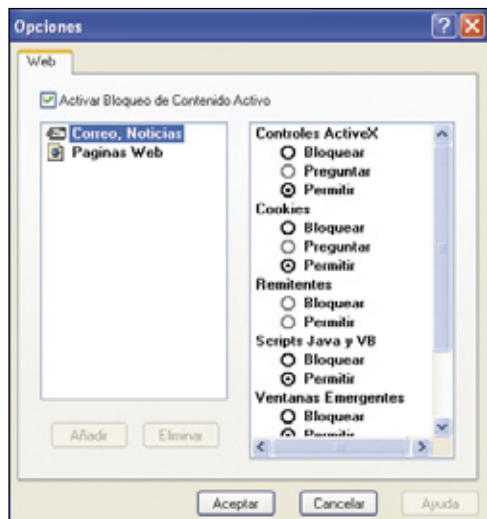 Opciones
Web
Activar Bloqueo de Contenido Activo
Correo, Noticias
Paginas Web
Controles ActiveX
Bloquear
Preguntar
Permitir
Cookies
Bloquear
Preguntar
Permitir
Remitentes
Bloquear
Permitir
Scripts Java y VB
Bloquear
Permitir
Ventanas Emergentes
Bloquear
Permitir
Añadir
Eliminar
Aceptar
Cancelar
Ayuda